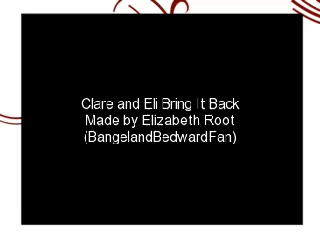 Clare and Eli Bring It Back
Made by Elizabeth Root
(BangelandBedwardFan)